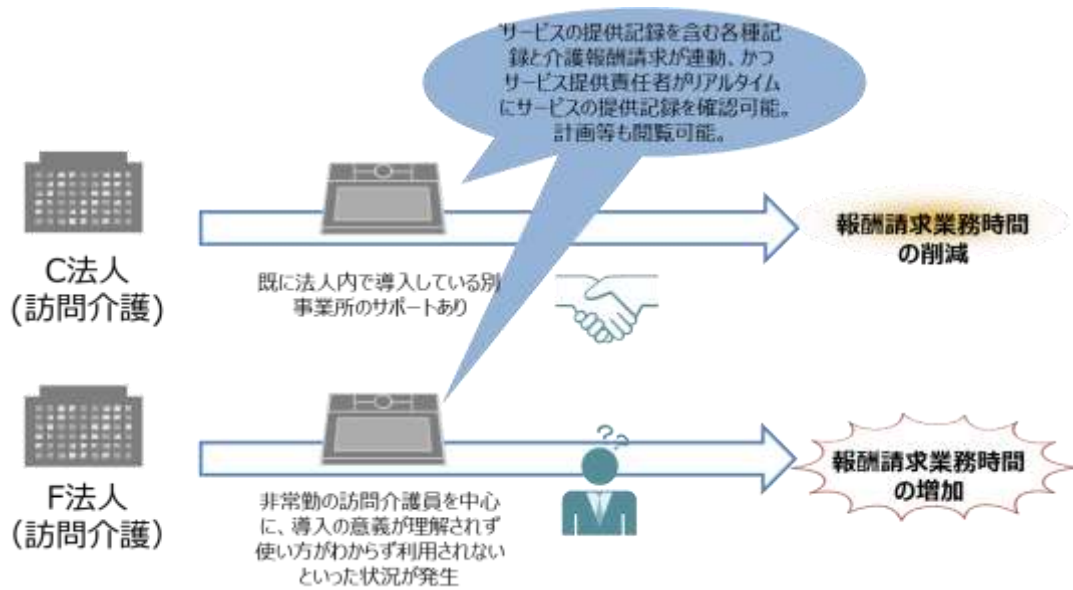 サービスの提供記録を含む各種記
録と介護報酬請求が連動、かつ
サービス提供責任者がリアルタイム
にサービスの提供記録を確認可能。
計画等も閲覧可能。
C法人
(訪問介護)
既に法人内で導入している別
事業所のサポートあり
報酬請求業務時間
の削減
F法人
(訪問介護)
非常勤の訪問介護員を中心
に、導入の意義が理解されず
使い方がわからず利用されない
といった状況が発生
??
報酬請求業務時間
の増加